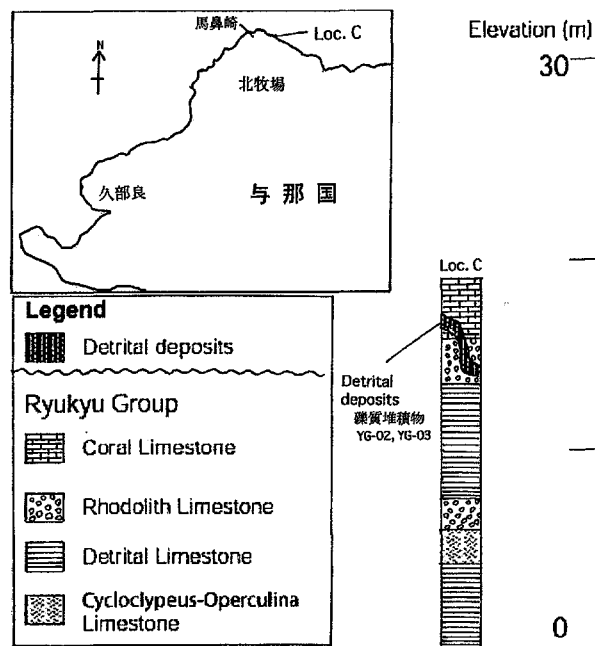 馬鼻崎
Loc. C
N
北牧場
久部良
与那国
Elevation (m)
30
Loc. C
Detrital
deposits
礫質堆積物
YG-02, YG-03
0
Legend
Detrital deposits
Ryukyu Group
Coral Limestone
Rhodolith Limestone
Detrital Limestone
Cycloclypeus-Operculina
Limestone